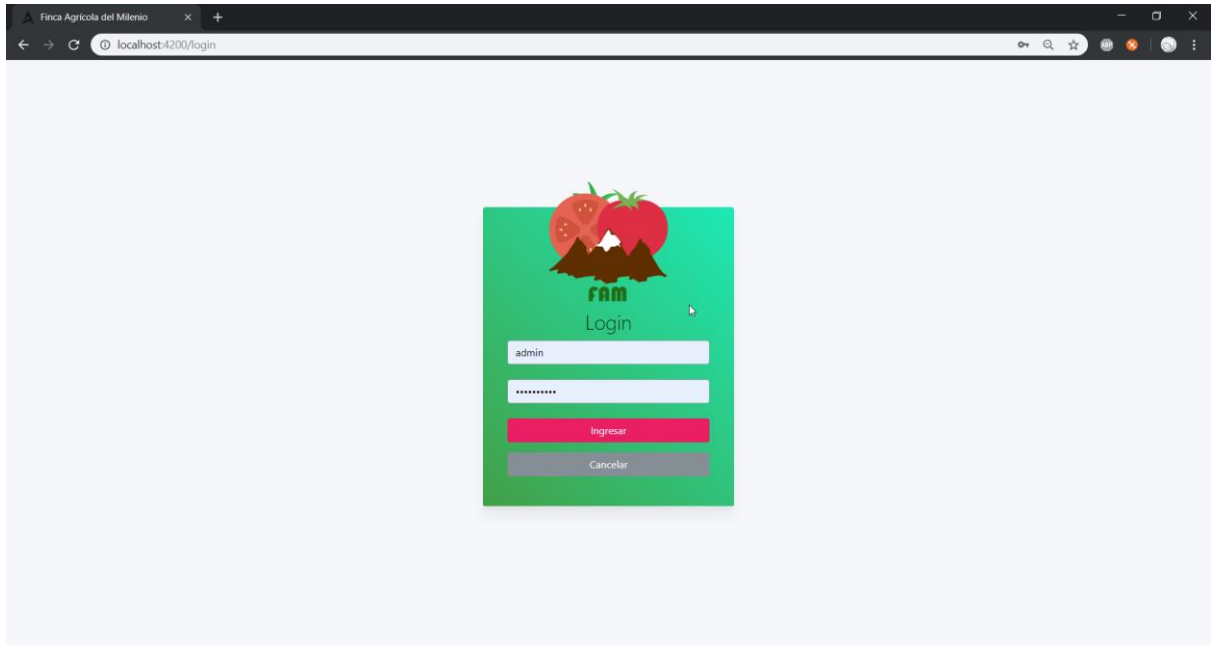 Finca Agrícola del Milenio
localhost:4200/login
FAM
Login
admin
••••••••••
Ingresar
Cancelar